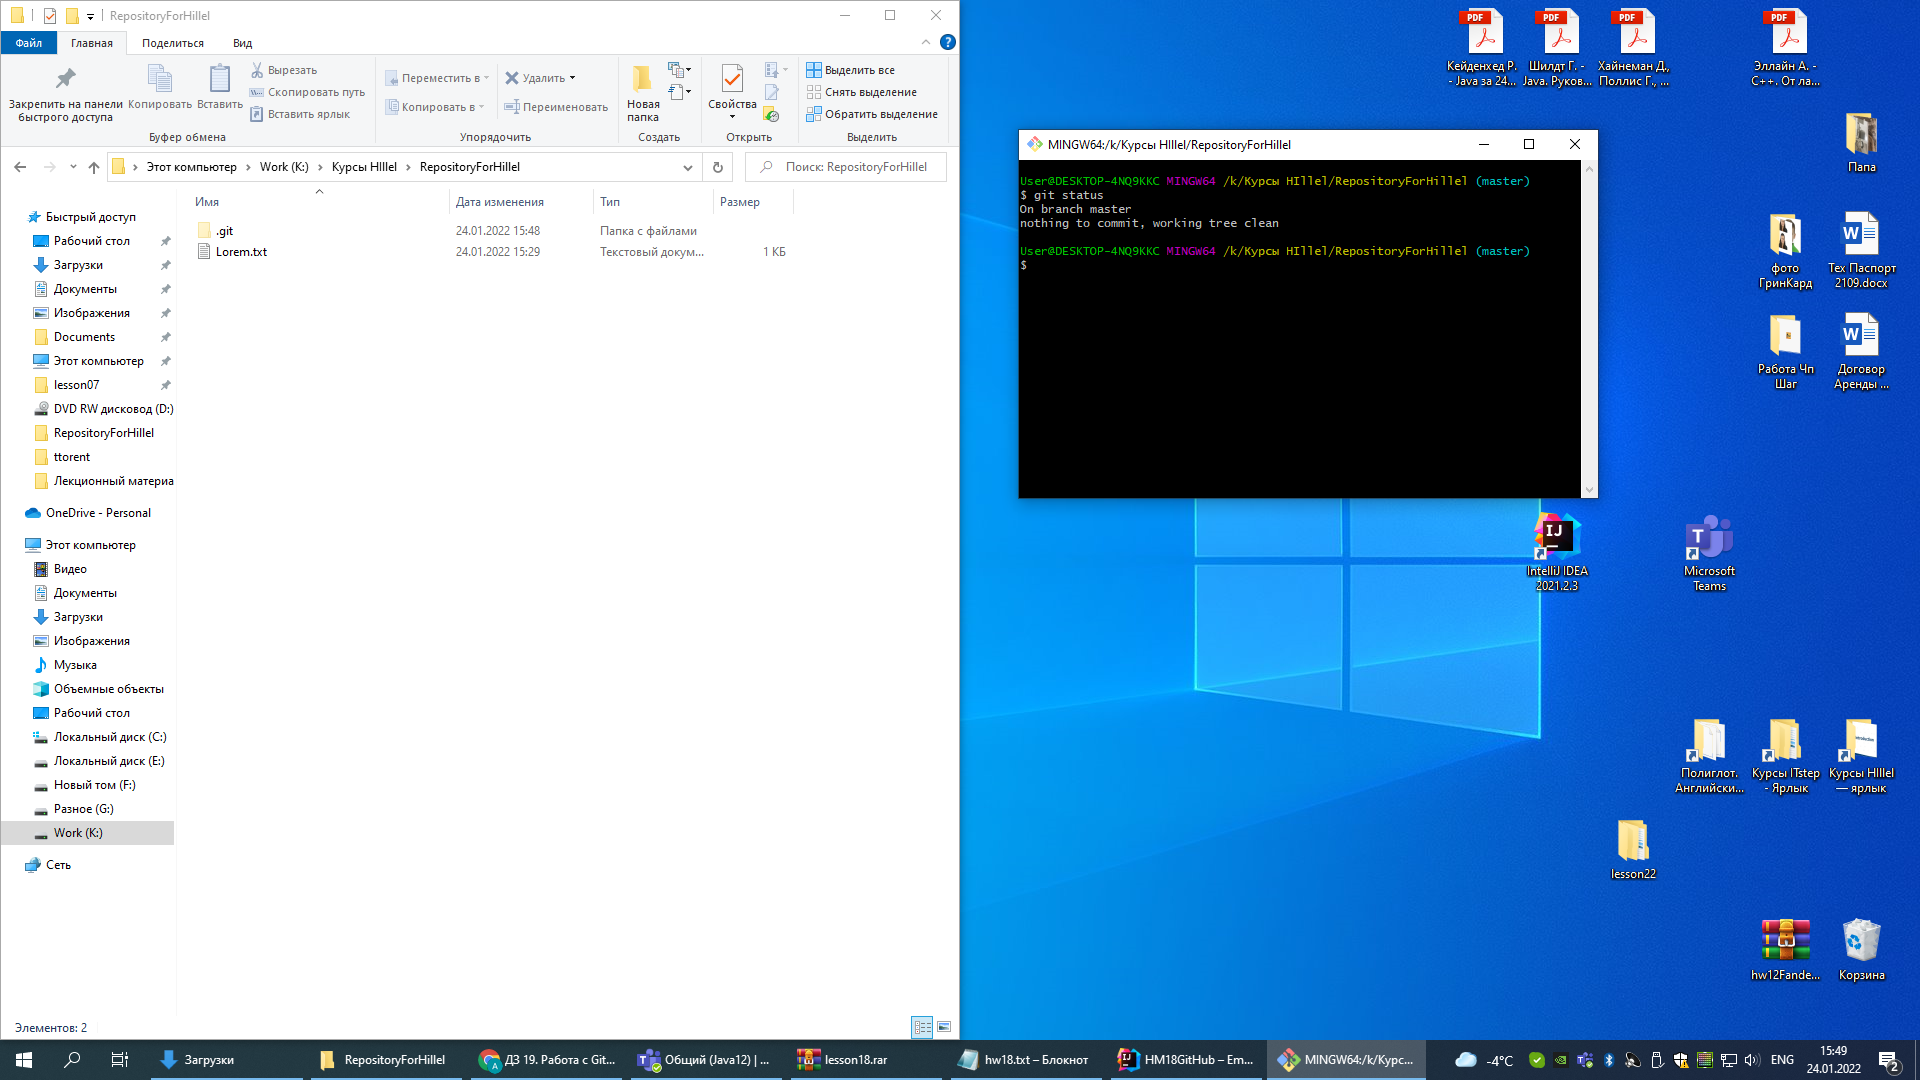 RepositoryForHillel
Файл
Главная
Поделиться
Вид
Закрепить на панели
быстрого доступа
Копировать
Вставить
Вырезать
Скопировать путь
Вставить ярлык
Буфер обмена
Переместить в
Копировать в
Удалить
Переименовать
Упорядочить
Новая
папка
Создать
Свойства
Открыть
Выделить все
Снять выделение
Обратить выделение
Выделить
Этот компьютер
Work (K:)
Курсы HIllel
RepositoryForHillel
Поиск: RepositoryForHillel
Имя
Дата изменения
Тип
Размер
.git
24.01.2022 15:48
Папка с файлами
Lorem.txt
24.01.2022 15:29
Текстовый докум...
1 КБ
Быстрый доступ
Рабочий стол
Загрузки
Документы
Изображения
Documents
Этот компьютер
lesson07
DVD RW дисковод (D:)
RepositoryForHillel
ttorent
Лекционный материа
OneDrive - Personal
Этот компьютер
Видео
Документы
Загрузки
Изображения
Музыка
Объемные объекты
Рабочий стол
Локальный диск (C:)
Локальный диск (E:)
Новый том (F:)
Разное (G:)
Work (K:)
Сеть
Элементов: 2
MINGW64:/k/Курсы HIllel/RepositoryForHillel
User@DESKTOP-4NQ9KKC MINGW64 /k/Курсы HIllel/RepositoryForHillel (master)
$ git status
On branch master
nothing to commit, working tree clean
User@DESKTOP-4NQ9KKC MINGW64 /k/Курсы HIllel/RepositoryForHillel (master)
$
PDF
Кейденхед Р.
- Java за 24...
PDF
Шилдт Г. -
Java. Руков...
PDF
Хайнеман Д.,
Поллис Г., ...
PDF
Эллайн А. -
C++. От ла...
Папа
фото
ГринКард
Тех Паспорт
2109.docx
Работа Чп
Шаг
Договор
Аренды ...
IntelliJ IDEA
2021.2.3
Microsoft
Teams
Полиглот.
Английски...
Курсы ITstep
- Ярлык
Курсы HIllel
— ярлык
lesson22
hw12Fande...
Корзина
Загрузки
RepositoryForHillel
ДЗ 19. Работа с Git...
Общий (Java12) | ...
lesson18.rar
hw18.txt – Блокнот
HM18GitHub – Em...
MINGW64:/k/Курс...
-4°C
ENG
15:49
24.01.2022
2